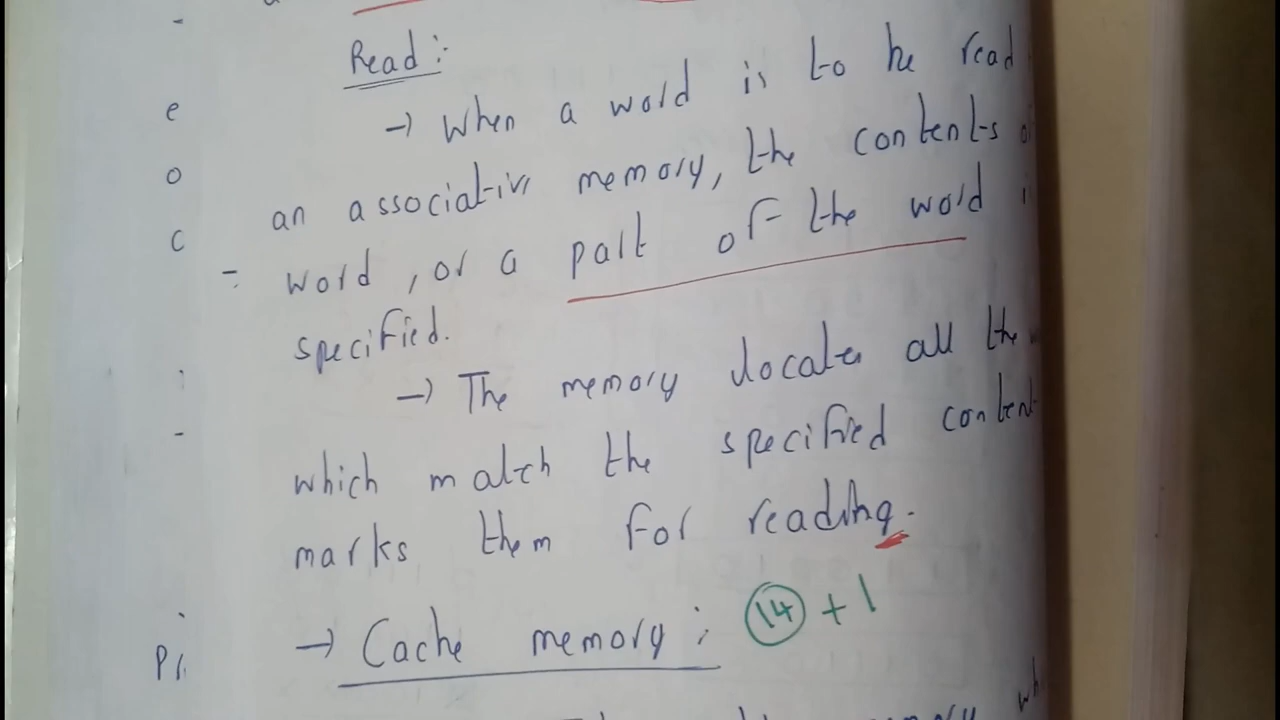 Read :-
→ When a word is to be read
an associative memory, the contents
word, or a part of the word
specified.
→ The memory locates all the
which match the specified content
marks them for reading.
→ Cache memory : 14 + 1